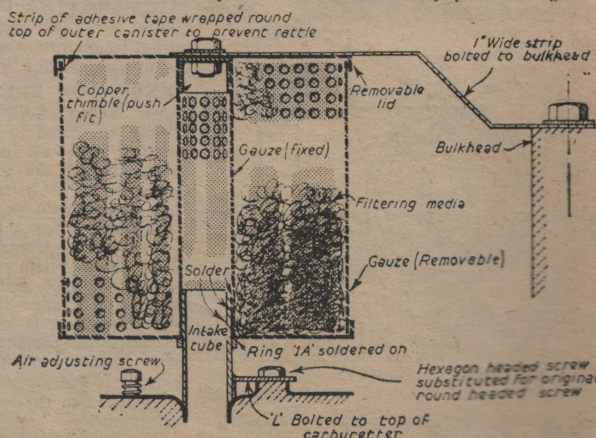 Strip of adhesive tape wrapped round
top of outer canister to prevent rattle
1" Wide strip
bolted to bulkhead
Copper
thimble (push
fit)
Removable
lid
Gauze (fixed)
Bulkhead
Filtering media
Solder
Gauze (Removable)
Intake
tube
Ring 'JA' soldered on
Air adjusting screw
Hexagon headed screw
substituted for original
round headed screw
'L' Bolted to top of
carburetter